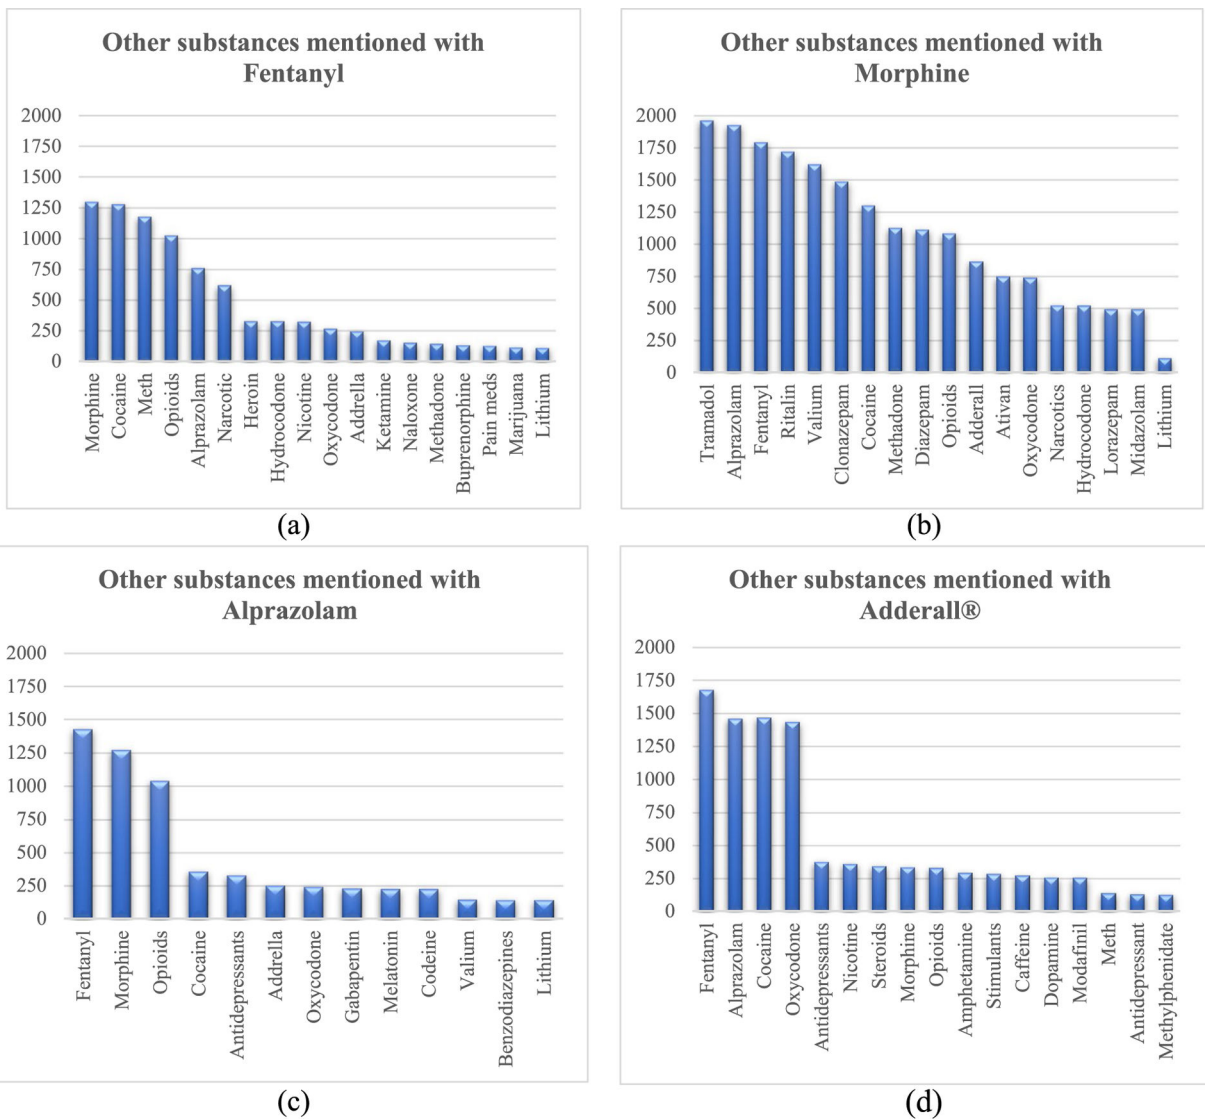 Other substances mentioned with
Fentanyl
2000
1750
1500
1250
1000
750
500
250
0
Morphine
Cocaine
Meth
Opioids
Alprazolam
Narcotic
Heroin
Hydrocodone
Nicotine
Oxycodone
Addrella
Ketamine
Naloxone
Methadone
Buprenorphine
Pain meds
Marijuana
Lithium
(a)
Other substances mentioned with
Morphine
2000
1750
1500
1250
1000
750
500
250
0
Tramadol
Alprazolam
Fentanyl
Ritalin
Valium
Clonazepam
Cocaine
Methadone
Diazepam
Opioids
Adderall
Ativan
Oxycodone
Narcotics
Hydrocodone
Lorazepam
Midazolam
Lithium
(b)
Other substances mentioned with
Alprazolam
2000
1750
1500
1250
1000
750
500
250
0
Fentanyl
Morphine
Opioids
Cocaine
Antidepressants
Addrella
Oxycodone
Gabapentin
Melatonin
Codeine
Valium
Benzodiazepines
Lithium
(c)
Other substances mentioned with
Adderall®
2000
1750
1500
1250
1000
750
500
250
0
Fentanyl
Alprazolam
Cocaine
Oxycodone
Antidepressants
Nicotine
Steroids
Morphine
Opioids
Amphetamine
Stimulants
Caffeine
Dopamine
Modafinil
Meth
Antidepressant
Methylphenidate
(d)